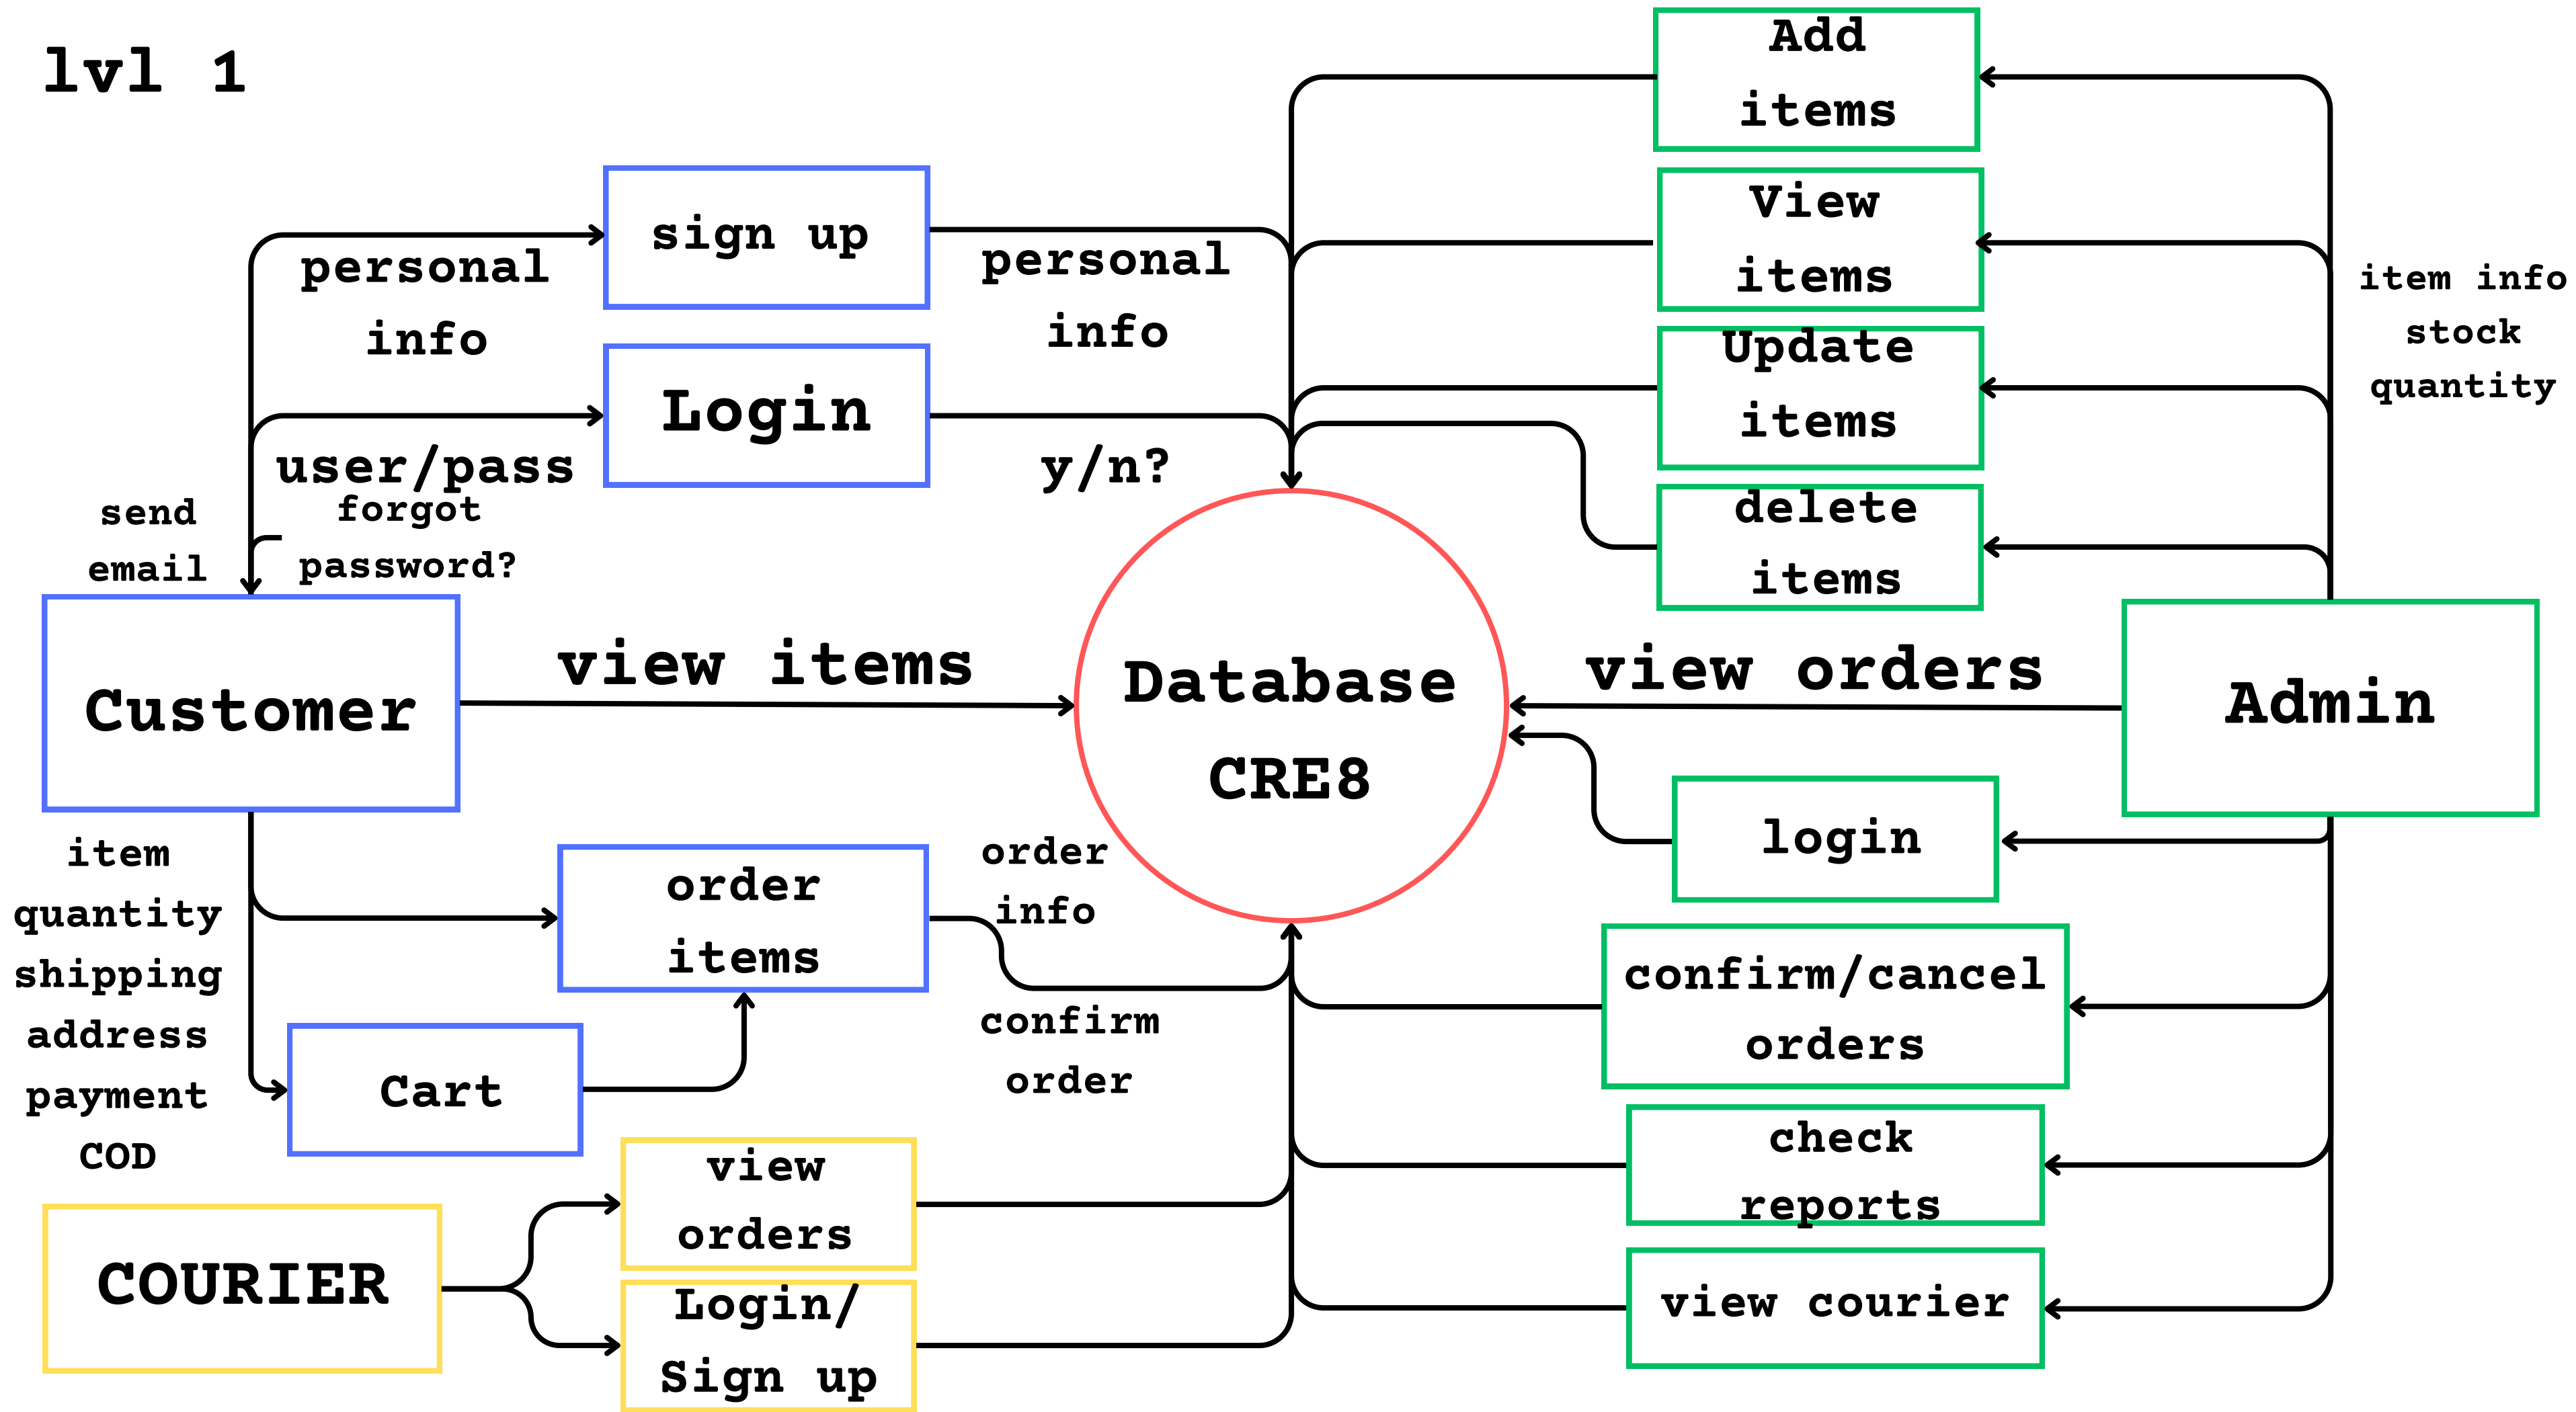 lvl 1
Add
items
View
items
Update
items
delete
items
item info
stock
quantity
sign up
personal
info
personal
info
Login
user/pass
y/n?
forgot
password?
send
email
Customer
view items
Database
CRE8
view orders
Admin
login
item
quantity
shipping
address
payment
COD
order
items
order
info
confirm
order
Cart
confirm/cancel
orders
check
reports
view courier
COURIER
view
orders
Login/
Sign up